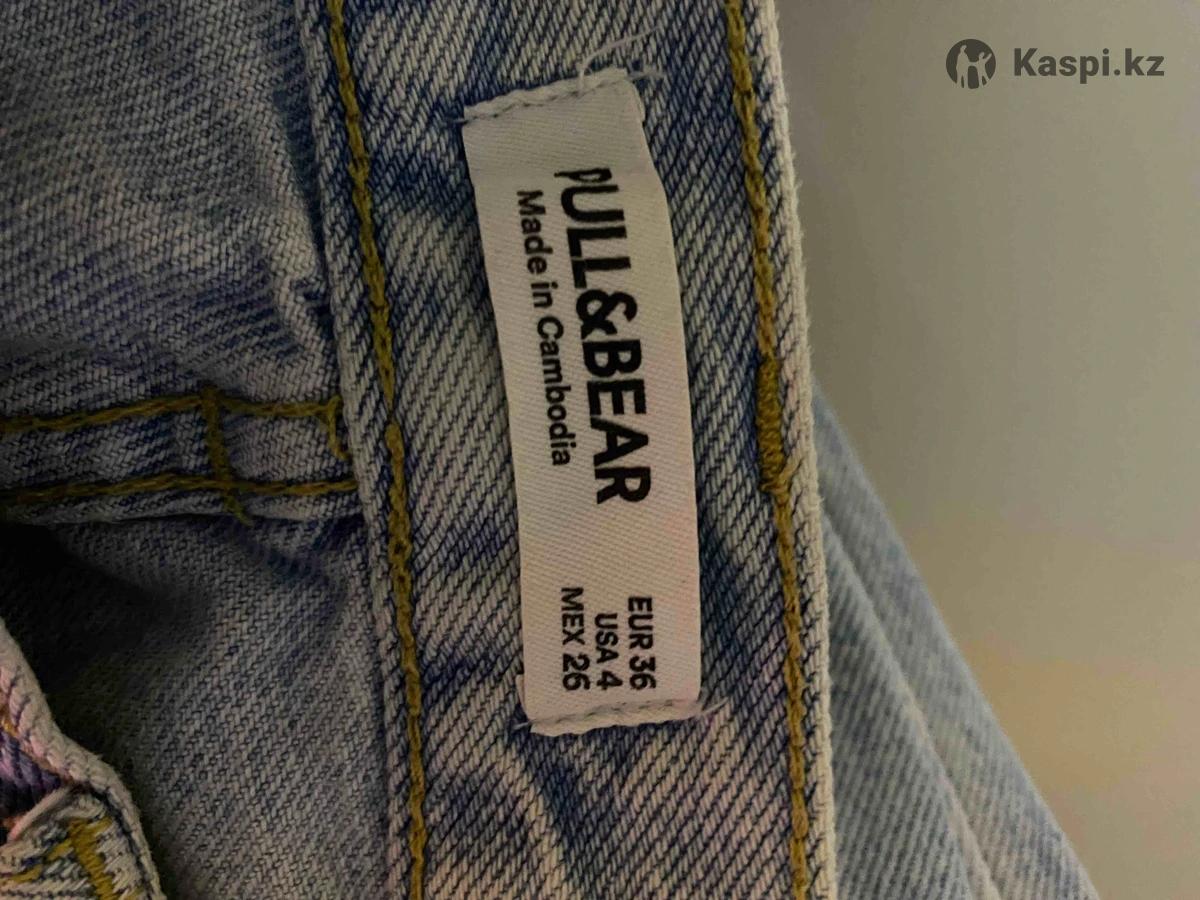 Kaspi.kz
PULL&BEAR
Made in Cambodia
EUR 36
USA 4
MEX 26